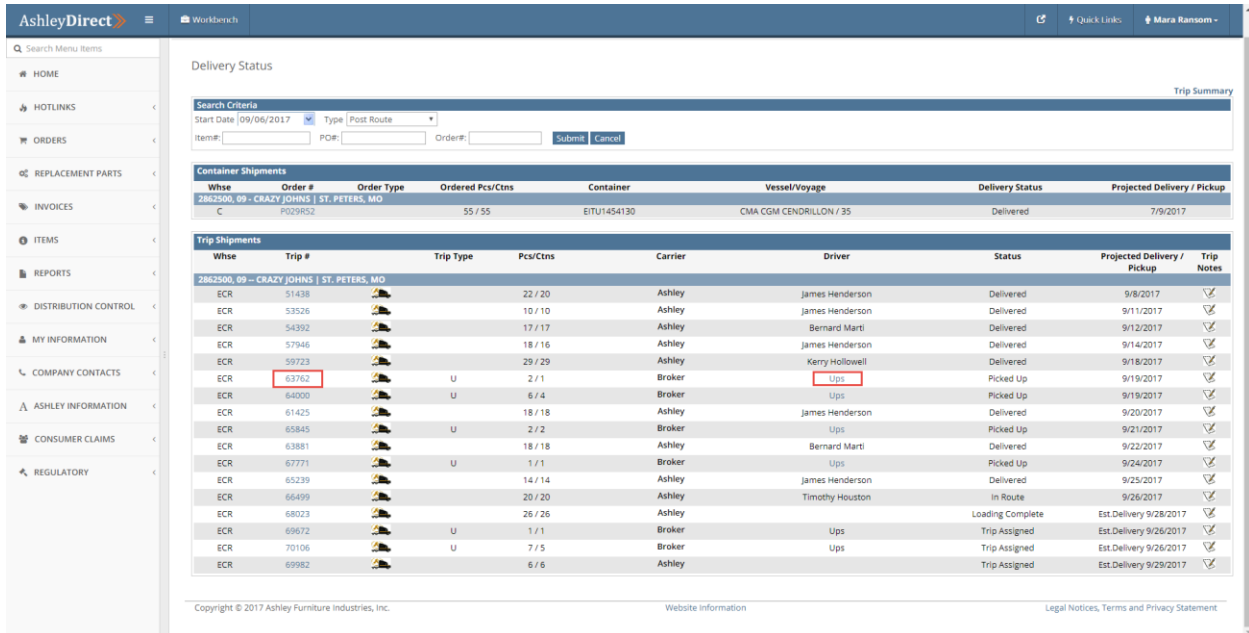 AshleyDirect Workbench Quick Links Mara Ransom
Search Menu Items
HOME
HOTLINKS
ORDERS
REPLACEMENT PARTS
INVOICES
ITEMS
REPORTS
DISTRIBUTION CONTROL
MY INFORMATION
COMPANY CONTACTS
ASHLEY INFORMATION
CONSUMER CLAIMS
REGULATORY
Delivery Status
Trip Summary
Search Criteria
Start Date 09/06/2017 Type Post Route
Item#: PO#: Order#: Submit Cancel
Container Shipments
Whse Order # Order Type Ordered Pcs/Ctns Container Vessel/Voyage Delivery Status Projected Delivery / Pickup
2862500, 09 - CRAZY JOHNS | ST. PETERS, MO
C P029R52 55 / 55 EITU1454130 CMA CGM CENDRILLON / 35 Delivered 7/9/2017
Trip Shipments
Whse Trip # Trip Type Pcs/Ctns Carrier Driver Status Projected Delivery / Pickup Trip Notes
2862500, 09 -- CRAZY JOHNS | ST. PETERS, MO
ECR 51438 22 / 20 Ashley James Henderson Delivered 9/8/2017
ECR 53526 10 / 10 Ashley James Henderson Delivered 9/11/2017
ECR 54392 17 / 17 Ashley Bernard Marti Delivered 9/12/2017
ECR 57946 18 / 16 Ashley James Henderson Delivered 9/14/2017
ECR 59723 29 / 29 Ashley Kerry Hollowell Delivered 9/18/2017
ECR 63762 U 2 / 1 Broker Ups Picked Up 9/19/2017
ECR 64000 U 6 / 4 Broker Ups Picked Up 9/19/2017
ECR 61425 18 / 18 Ashley James Henderson Delivered 9/20/2017
ECR 65845 U 2 / 2 Broker Ups Picked Up 9/21/2017
ECR 63881 18 / 18 Ashley Bernard Marti Delivered 9/22/2017
ECR 67771 U 1 / 1 Broker Ups Picked Up 9/24/2017
ECR 65239 14 / 14 Ashley James Henderson Delivered 9/25/2017
ECR 66499 20 / 20 Ashley Timothy Houston In Route 9/26/2017
ECR 68023 26 / 26 Ashley Loading Complete Est.Delivery 9/28/2017
ECR 69672 U 1 / 1 Broker Ups Trip Assigned Est.Delivery 9/26/2017
ECR 70106 U 7 / 5 Broker Ups Trip Assigned Est.Delivery 9/26/2017
ECR 69982 6 / 6 Ashley Trip Assigned Est.Delivery 9/29/2017
Copyright © 2017 Ashley Furniture Industries, Inc. Website Information Legal Notices, Terms and Privacy Statement